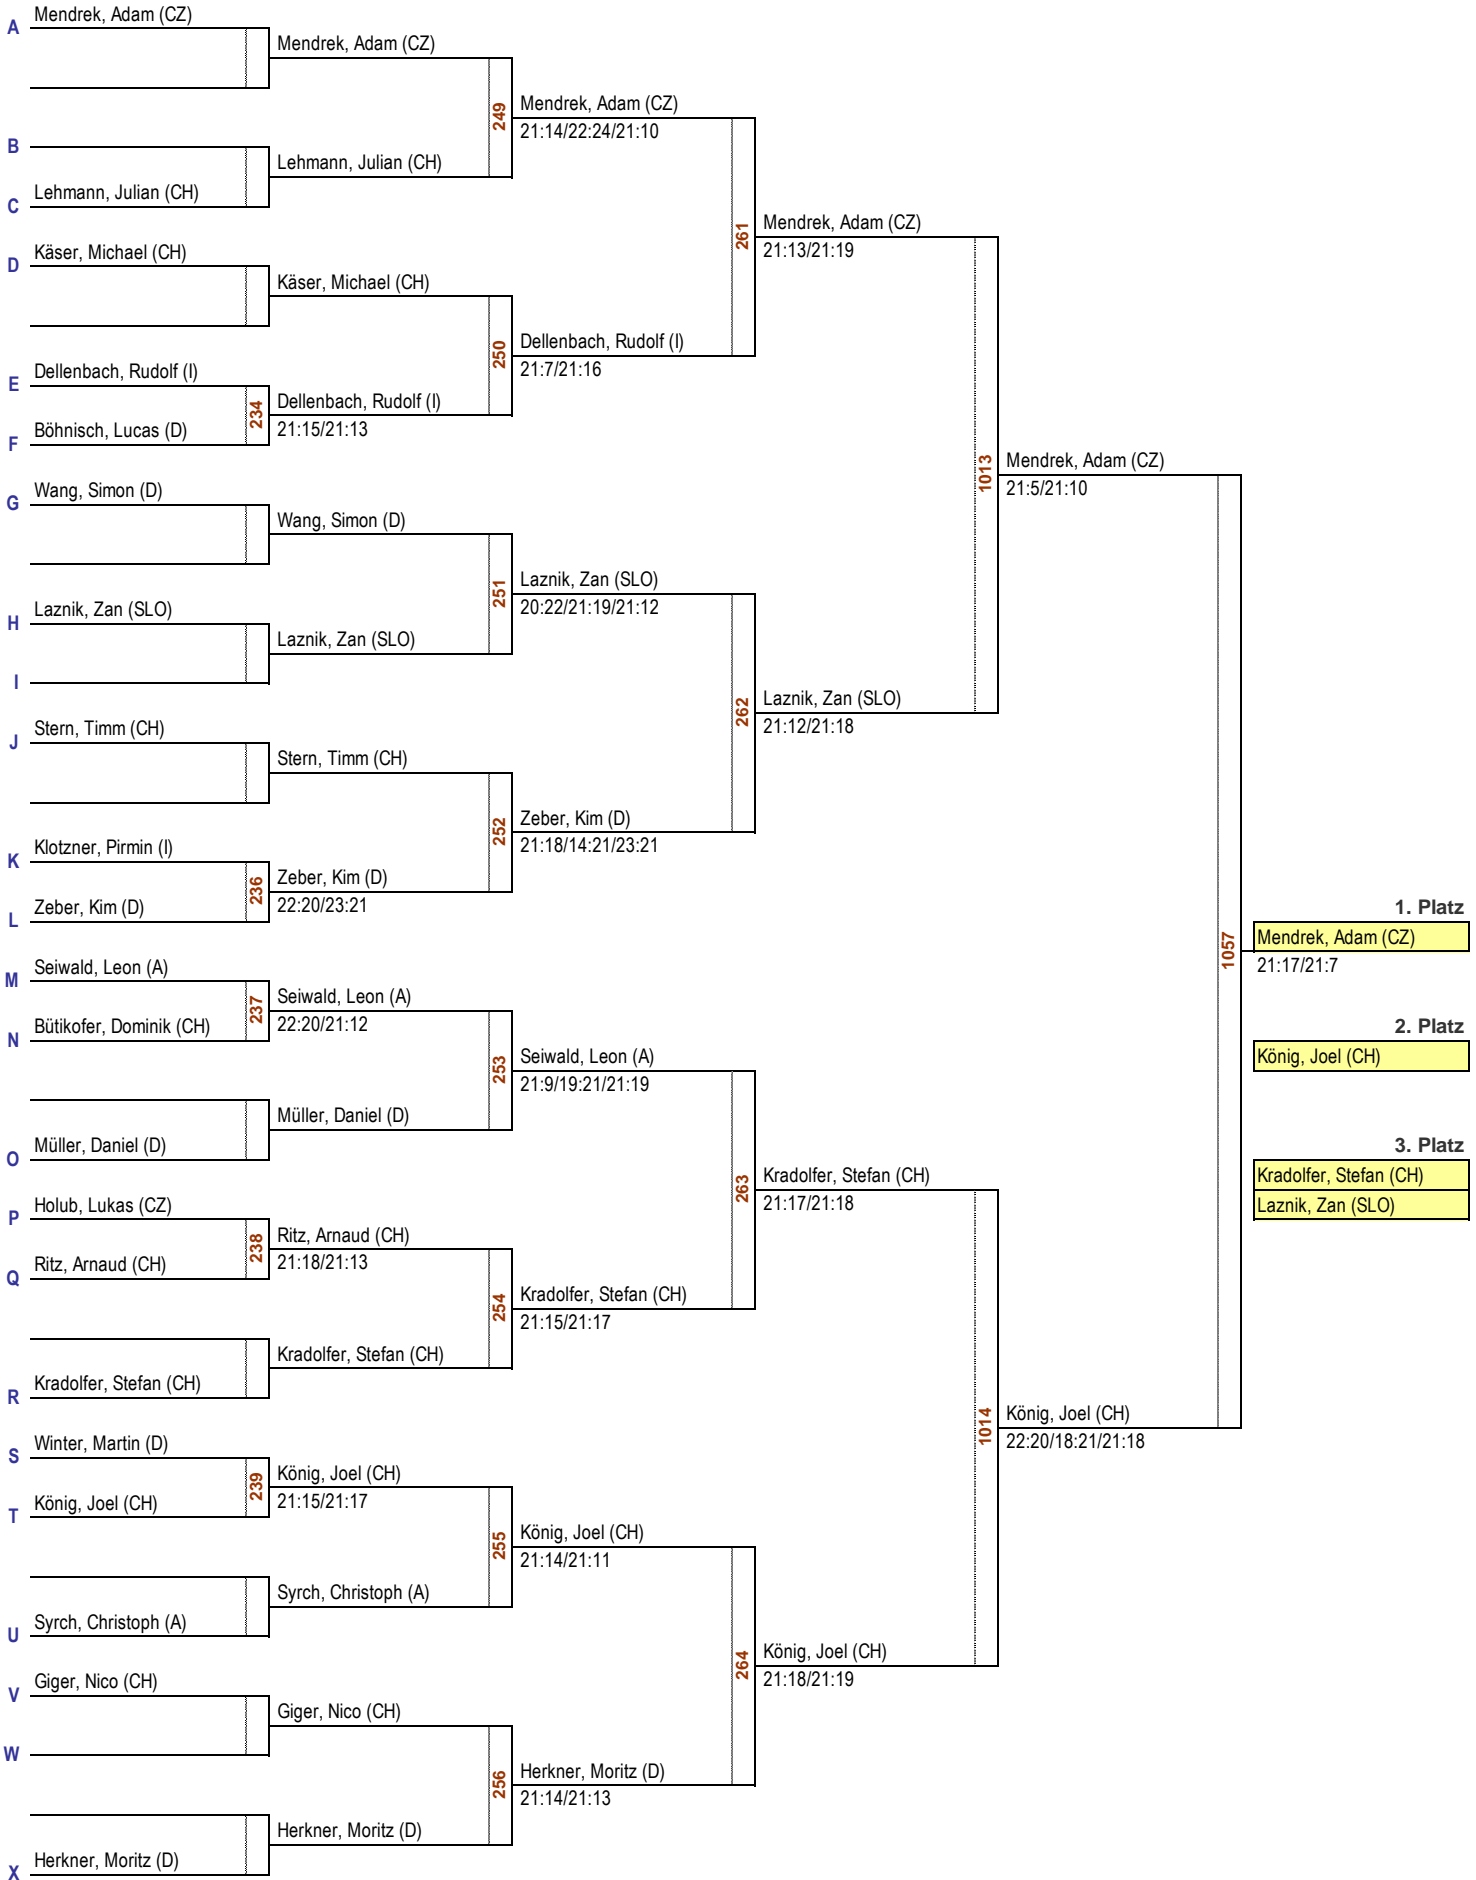 A
Mendrek, Adam (CZ)
Mendrek, Adam (CZ)
249
Mendrek, Adam (CZ)
21:14/22:24/21:10
B
Lehmann, Julian (CH)
C
Lehmann, Julian (CH)
261
Mendrek, Adam (CZ)
21:13/21:19
D
Käser, Michael (CH)
Käser, Michael (CH)
250
Dellenbach, Rudolf (I)
21:7/21:16
E
Dellenbach, Rudolf (I)
234
Dellenbach, Rudolf (I)
21:15/21:13
F
Böhnisch, Lucas (D)
1013
Mendrek, Adam (CZ)
21:5/21:10
G
Wang, Simon (D)
Wang, Simon (D)
251
Laznik, Zan (SLO)
20:22/21:19/21:12
H
Laznik, Zan (SLO)
Laznik, Zan (SLO)
I
262
Laznik, Zan (SLO)
21:12/21:18
J
Stern, Timm (CH)
Stern, Timm (CH)
252
Zeber, Kim (D)
21:18/14:21/23:21
K
Klotzner, Pirmin (I)
236
Zeber, Kim (D)
22:20/23:21
L
Zeber, Kim (D)
1057
1. Platz
Mendrek, Adam (CZ)
21:17/21:7
2. Platz
König, Joel (CH)
3. Platz
Kradolfer, Stefan (CH)
Laznik, Zan (SLO)
M
Seiwald, Leon (A)
237
Seiwald, Leon (A)
22:20/21:12
N
Bütikofer, Dominik (CH)
253
Seiwald, Leon (A)
21:9/19:21/21:19
Müller, Daniel (D)
O
Müller, Daniel (D)
263
Kradolfer, Stefan (CH)
21:17/21:18
P
Holub, Lukas (CZ)
238
Ritz, Arnaud (CH)
21:18/21:13
Q
Ritz, Arnaud (CH)
254
Kradolfer, Stefan (CH)
21:15/21:17
Kradolfer, Stefan (CH)
R
Kradolfer, Stefan (CH)
1014
König, Joel (CH)
22:20/18:21/21:18
S
Winter, Martin (D)
239
König, Joel (CH)
21:15/21:17
T
König, Joel (CH)
255
König, Joel (CH)
21:14/21:11
Syrch, Christoph (A)
U
Syrch, Christoph (A)
264
König, Joel (CH)
21:18/21:19
V
Giger, Nico (CH)
Giger, Nico (CH)
W
256
Herkner, Moritz (D)
21:14/21:13
Herkner, Moritz (D)
X
Herkner, Moritz (D)